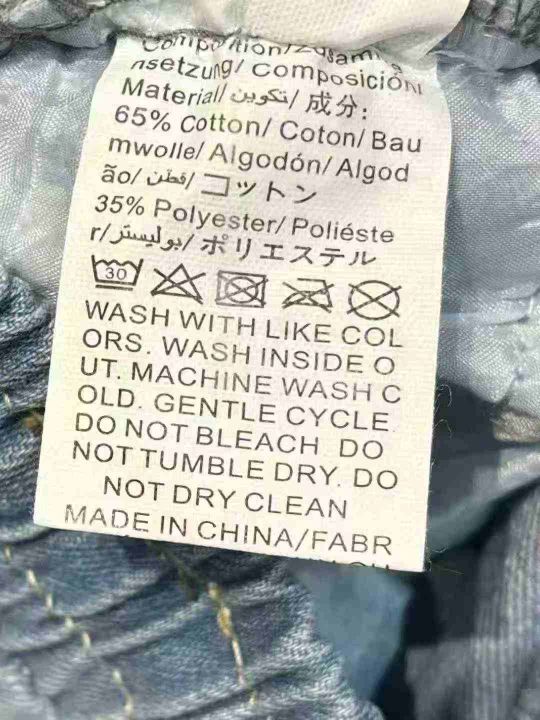 Composition/Zusamme
nsetzung/ Composición/
Material/ تكوين/ 成分:
65% Cotton/ Coton/ Bau
mwolle/ Algodón/ Algod
ão/ قطن/ コットン
35% Polyester/ Poliéste
r/ بوليستر/ ポリエステル
30
WASH WITH LIKE COL
ORS. WASH INSIDE O
UT. MACHINE WASH C
OLD. GENTLE CYCLE.
DO NOT BLEACH DO
NOT TUMBLE DRY. DO
NOT DRY CLEAN
MADE IN CHINA/FABR